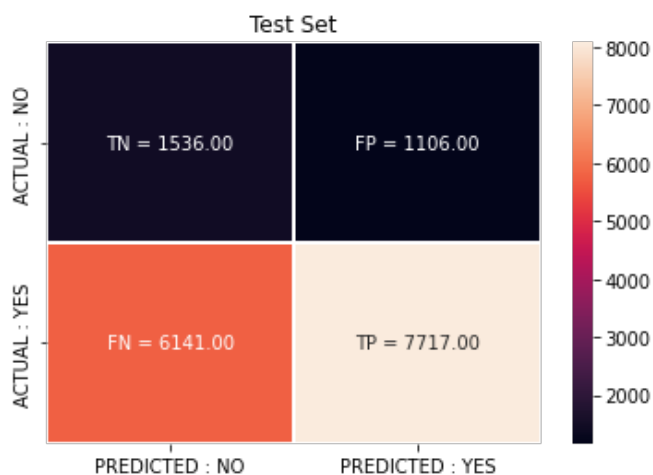 Test Set
ACTUAL : NO
TN = 1536.00
FP = 1106.00
ACTUAL : YES
FN = 6141.00
TP = 7717.00
PREDICTED : NO
PREDICTED : YES
8000
7000
6000
5000
4000
3000
2000